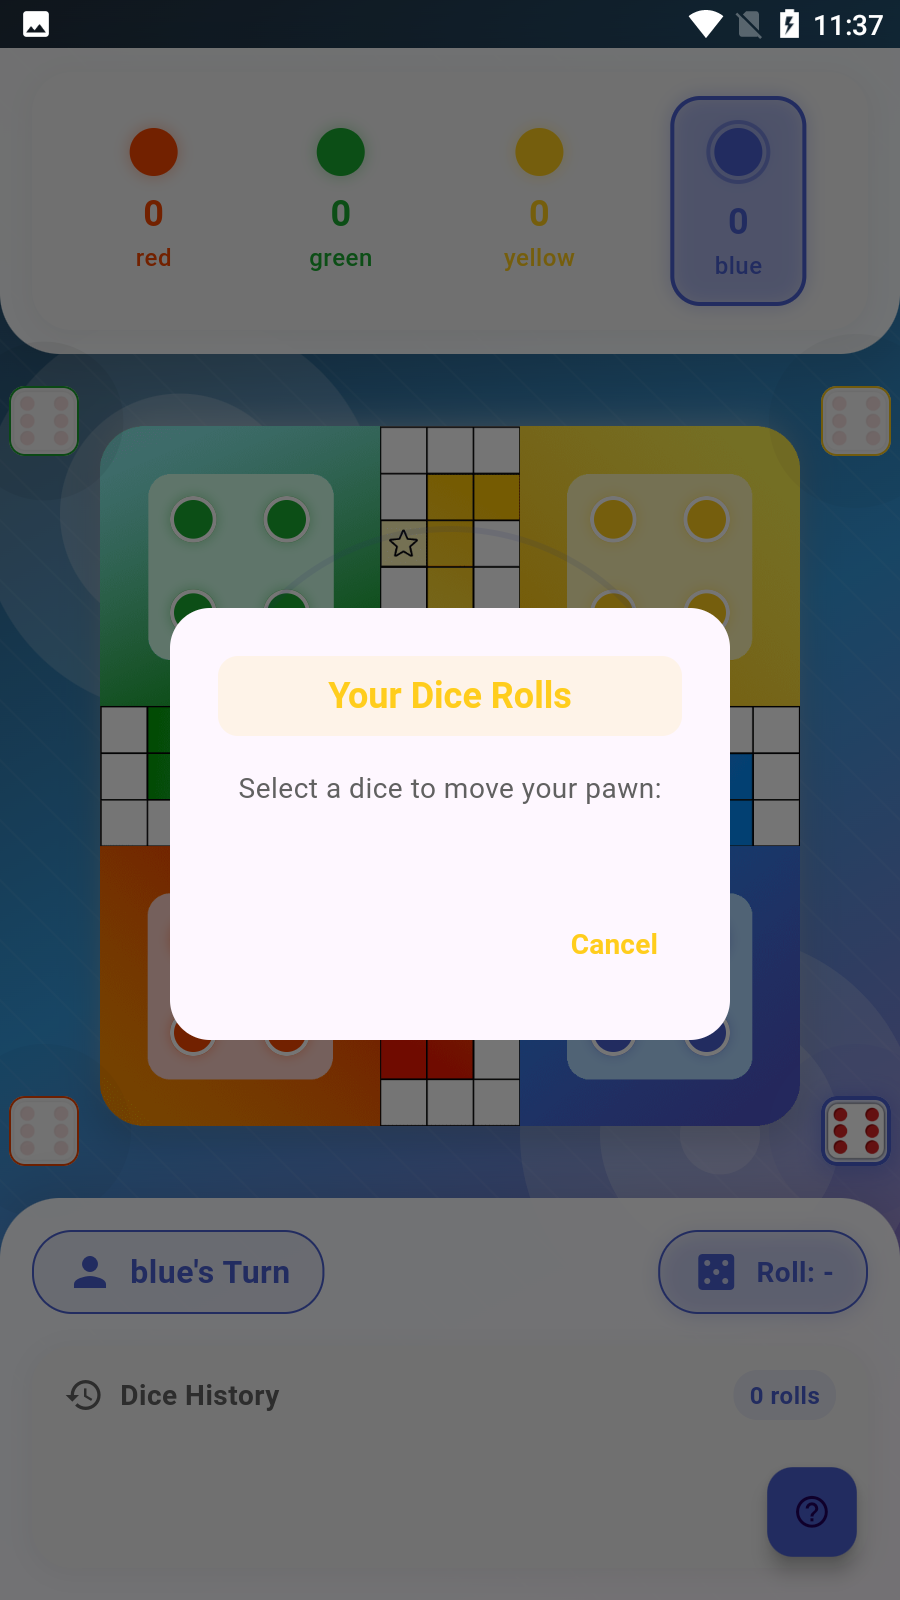 11:37
0
red
0
green
0
yellow
0
blue
Your Dice Rolls
Select a dice to move your pawn:
Cancel
blue's Turn
Roll: -
Dice History
0 rolls